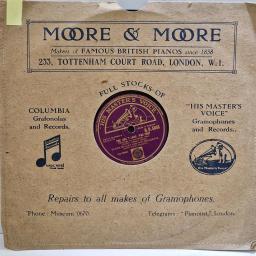 MOORE & MOORE
Makers of FAMOUS BRITISH PIANOS since 1838
233, TOTTENHAM COURT ROAD, LONDON, W.1.
FULL STOCKS OF
COLUMBIA
Grafonolas
and Records.
"HIS MASTER'S
VOICE"
Gramophones
and Records.
"HIS MASTER'S VOICE"
Repairs to all makes of Gramophones.
Phone: Museum 0670.
Telegrams: "Pianotist," London.